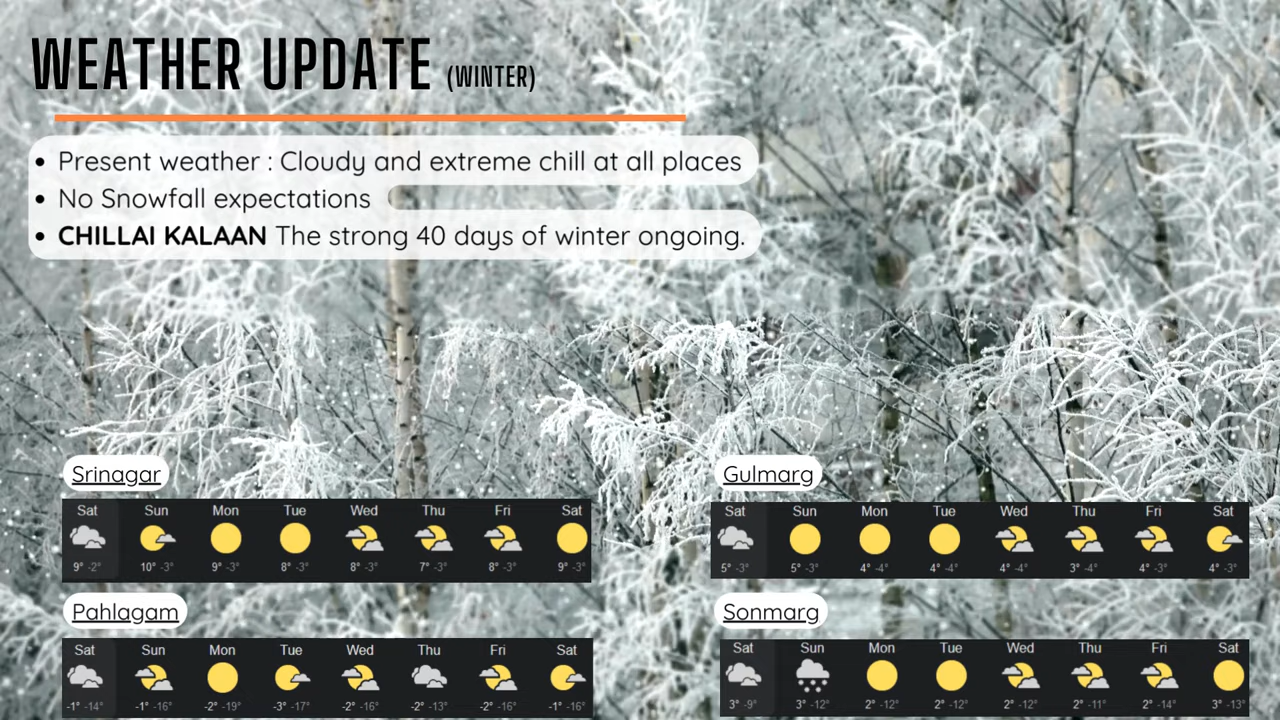 WEATHER UPDATE (WINTER)
• Present weather : Cloudy and extreme chill at all places
• No Snowfall expectations
• CHILLAI KALAAN The strong 40 days of winter ongoing.
Srinagar
Sat Sun Mon Tue Wed Thu Fri Sat
9° -2° 10° -3° 9° -3° 8° -3° 8° -3° 7° -3° 8° -3° 9° -3°
Gulmarg
Sat Sun Mon Tue Wed Thu Fri Sat
5° -3° 5° -3° 4° -4° 4° -4° 4° -4° 3° -4° 4° -3° 4° -3°
Pahlagam
Sat Sun Mon Tue Wed Thu Fri Sat
-1° -14° -1° -16° -2° -19° -3° -17° -2° -16° -2° -13° -2° -16° -1° -16°
Sonmarg
Sat Sun Mon Tue Wed Thu Fri Sat
3° -9° 3° -12° 2° -12° 2° -12° 2° -12° 2° -11° 2° -14° 3° -13°